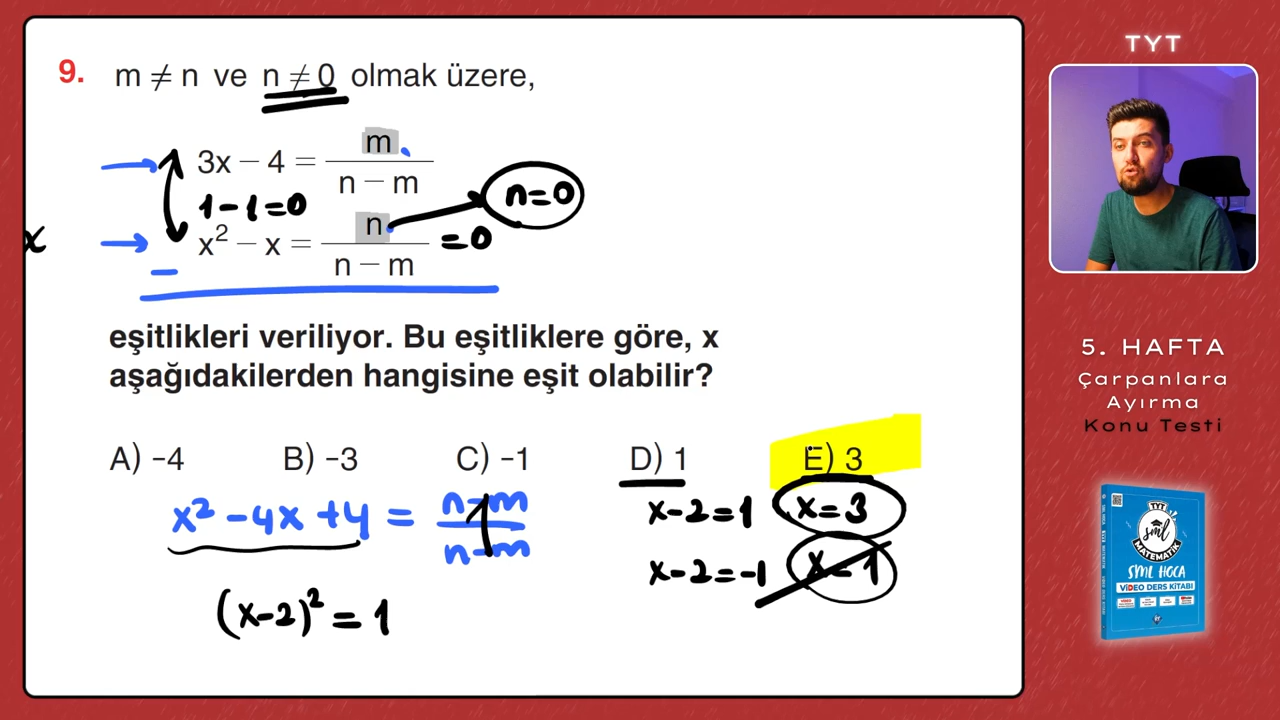 TYT
9. m ≠ n ve n ≠ 0 olmak üzere,
3x − 4 = m / n − m
1-1=0
n=0
x
x² − x = n / n − m =0
−
eşitlikleri veriliyor. Bu eşitliklere göre, x
aşağıdakilerden hangisine eşit olabilir?
A) −4 B) −3 C) −1 D) 1 E) 3
x² -4x +4 = n-m / n-m 1
(x-2)² = 1
x-2=1 x=3
x-2=-1 x=1
5. HAFTA
Çarpanlara
Ayırma
Konu Testi
TYT
sml
MATEMATİK
SML HOCA
VİDEO DERS KİTABI